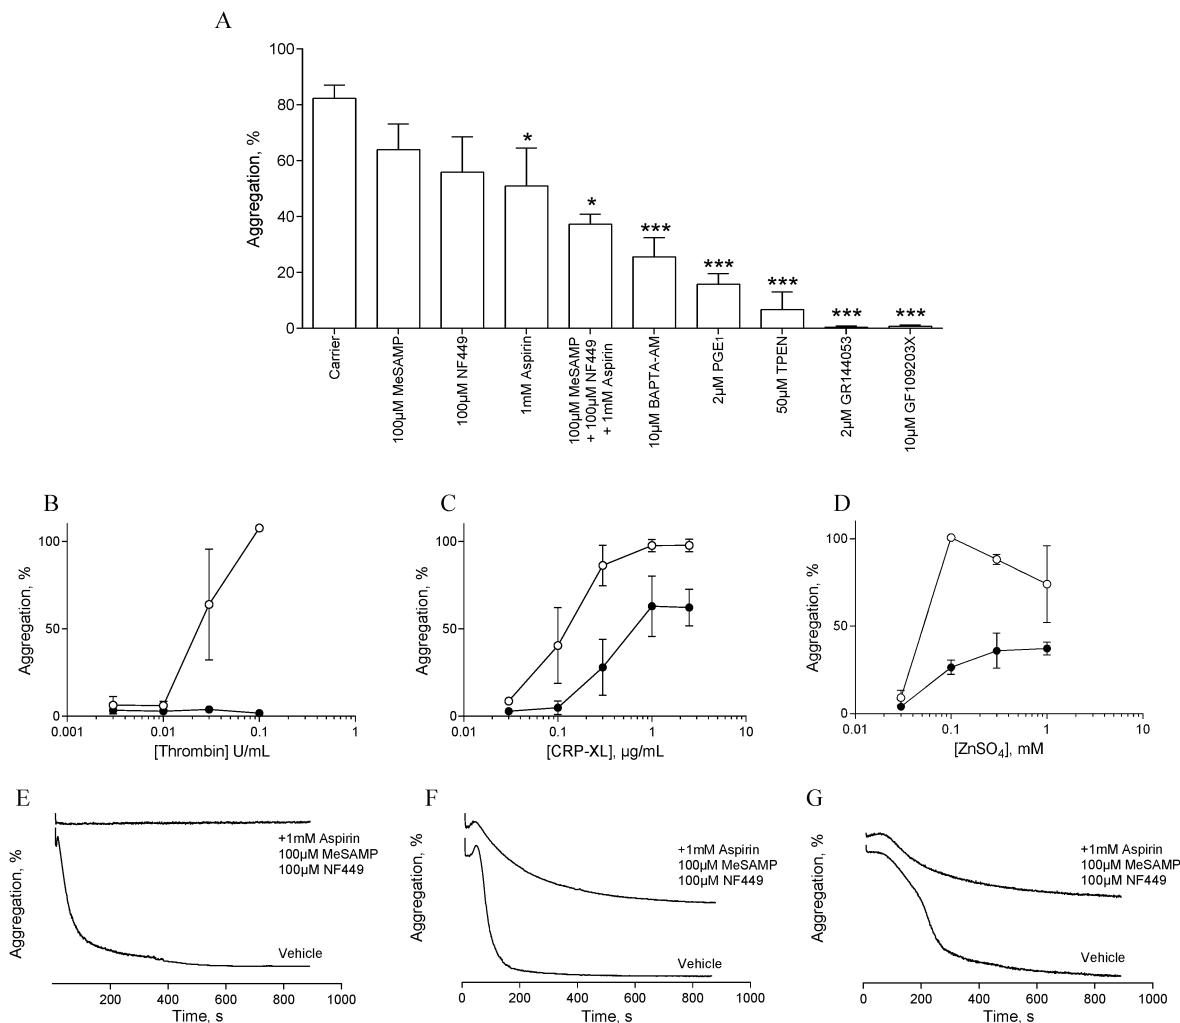 A
100
80
60
40
20
0
Aggregation, %
*
*
***
***
***
***
***
Carrier
100µM MeSAMP
100µM NF449
1mM Aspirin
100µM MeSAMP
+ 100µM NF449
+ 1mM Aspirin
10µM BAPTA-AM
2µM PGE1
50µM TPEN
2µM GR144053
10µM GF109203X
B
100
50
0
Aggregation, %
0.001 0.01 0.1 1
[Thrombin] U/mL
C
100
50
0
Aggregation, %
0.01 0.1 1 10
[CRP-XL], µg/mL
D
100
50
0
Aggregation, %
0.01 0.1 1 10
[ZnSO4], mM
E
Aggregation, %
+1mM Aspirin
100µM MeSAMP
100µM NF449
Vehicle
200 400 600 800 1000
Time, s
F
Aggregation, %
+1mM Aspirin
100µM MeSAMP
100µM NF449
Vehicle
0 200 400 600 800 1000
Time, s
G
Aggregation, %
+1mM Aspirin
100µM MeSAMP
100µM NF449
Vehicle
0 200 400 600 800 1000
Time, s